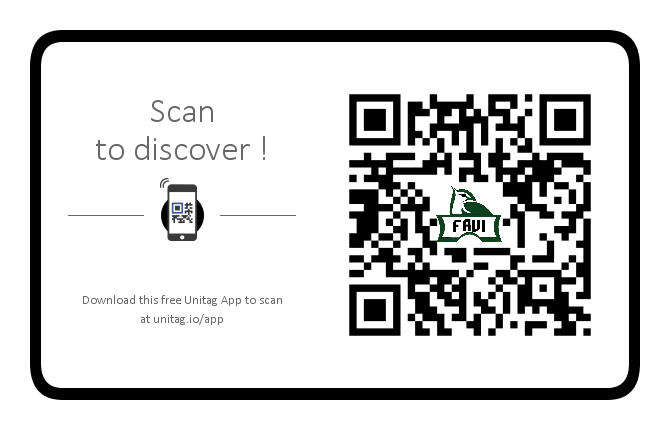 Scan
to discover !
Download this free Unitag App to scan
at unitag.io/app
FAVI